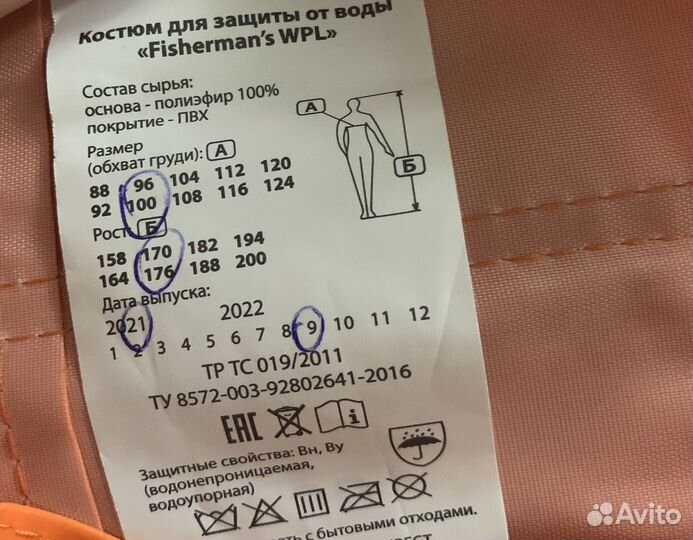 Костюм для защиты от воды
«Fisherman's WPL»
Состав сырья:
основа - полиэфир 100%
покрытие - ПВХ
Размер
(обхват груди): А
88 96 104 112 120
92 100 108 116 124
Рост: Б
158 170 182 194
164 176 188 200
Дата выпуска:
2021 2022
1 2 3 4 5 6 7 8 9 10 11 12
ТР ТС 019/2011
ТУ 8572-003-92802641-2016
EAC
Защитные свойства: Вн, Ву
(водонепроницаемая,
водоупорная)
с бытовыми отходами.
А
Б
Avito